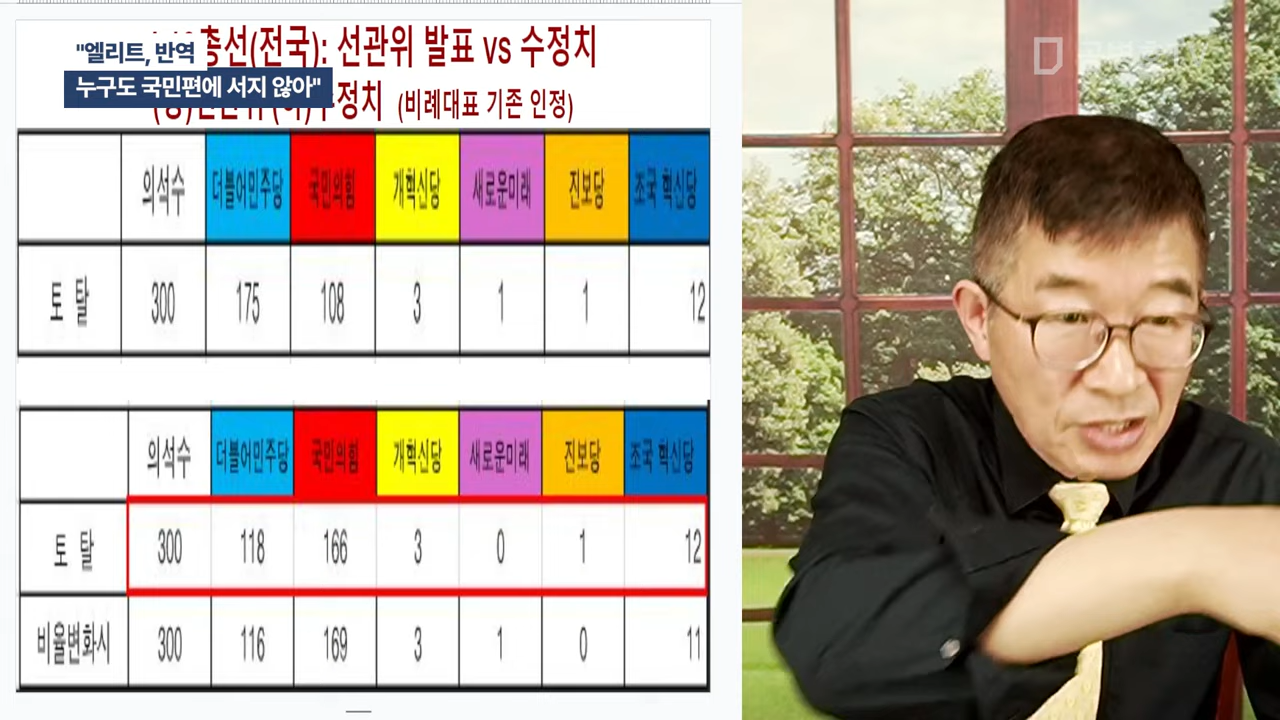 "엘리트, 반역
누구도 국민편에 서지 않아"
총선(전국): 선관위 발표 vs 수정치
수정치 (비례대표 기존 인정)
의석수 더불어민주당 국민의힘 개혁신당 새로운미래 진보당 조국 혁신당
토 탈 300 175 108 3 1 1 12
의석수 더불어민주당 국민의힘 개혁신당 새로운미래 진보당 조국 혁신당
토 탈 300 118 166 3 0 1 12
비율변화시 300 116 169 3 1 0 11